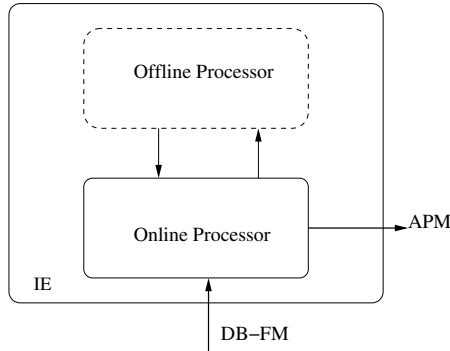 Offline Processor
Online Processor
APM
IE
DB–FM